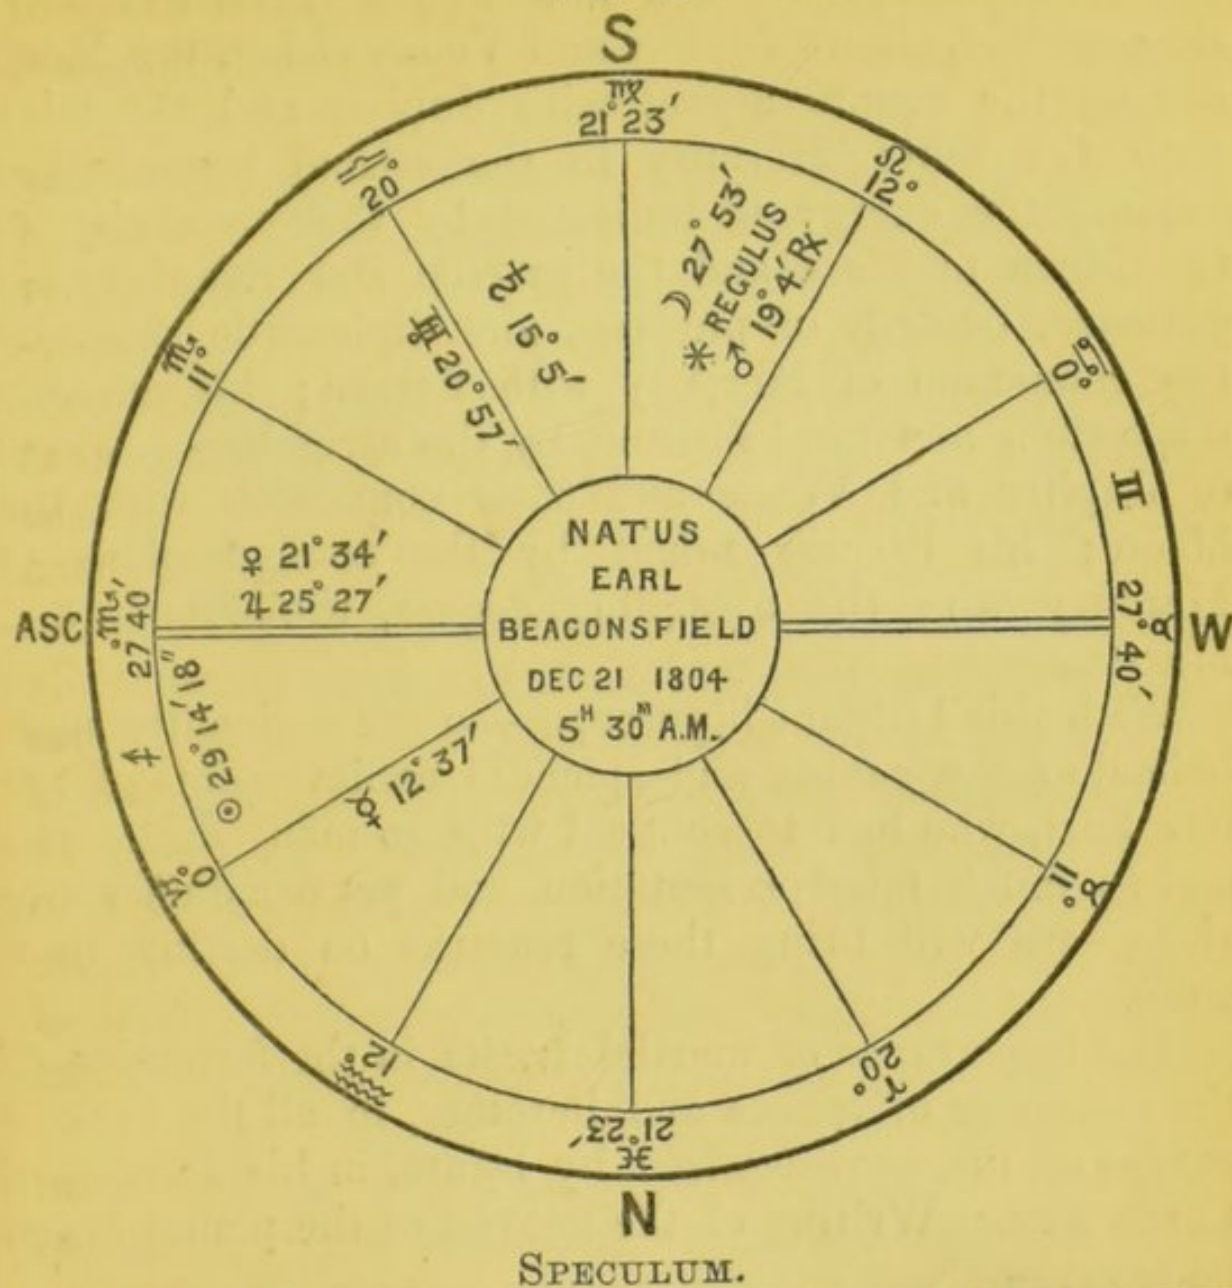 S
♍
21° 23′
♌
12°
♋
0°
♊
W
27° 40′
♉
♉
11°
♈
20°
N
♓
21° 23′
♒
12°
♑
0°
♐
ASC
♏
27° 40
♏
11°
♎
20°
☽ 27° 53′
✳ REGULUS
♂ 19° 4′ ℞
♄ 15° 5′
♅ 20° 57′
♀ 21° 34′
♃ 25° 27′
☉ 29° 14′ 18″
☿ 12° 37′
NATUS
EARL
BEACONSFIELD
DEC 21 1804
5ᴴ 30ᴹ A.M.
SPECULUM.